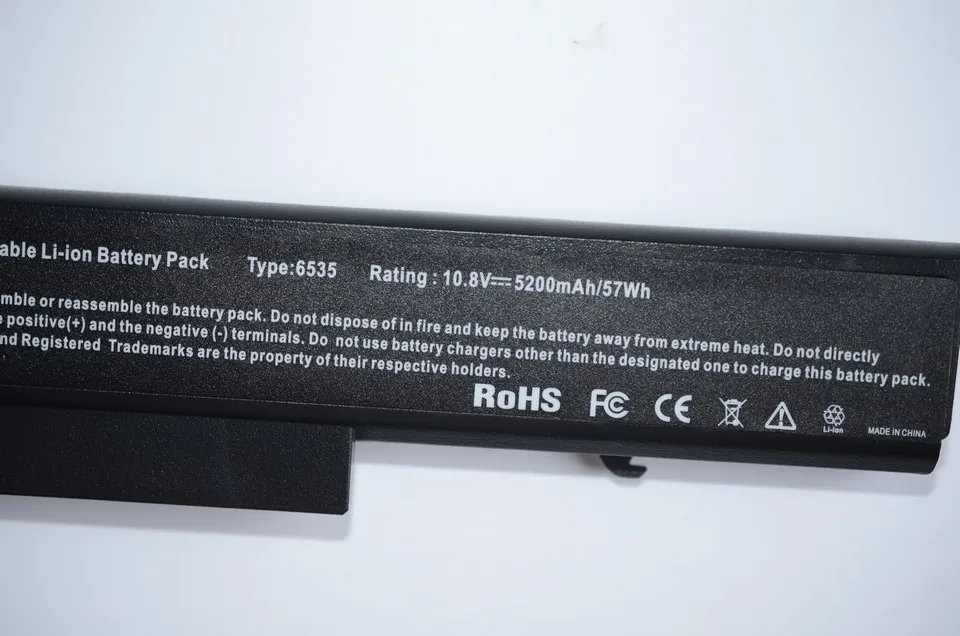 able Li-ion Battery Pack Type:6535 Rating : 10.8V⎓5200mAh/57Wh
mble or reassemble the battery pack. Do not dispose of in fire and keep the battery away from extreme heat. Do not directly
e positive(+) and the negative (-) terminals. Do not use battery chargers other than the designated one to charge this battery pack.
nd Registered Trademarks are the property of their respective holders.
RoHS FC CE Li-ion MADE IN CHINA